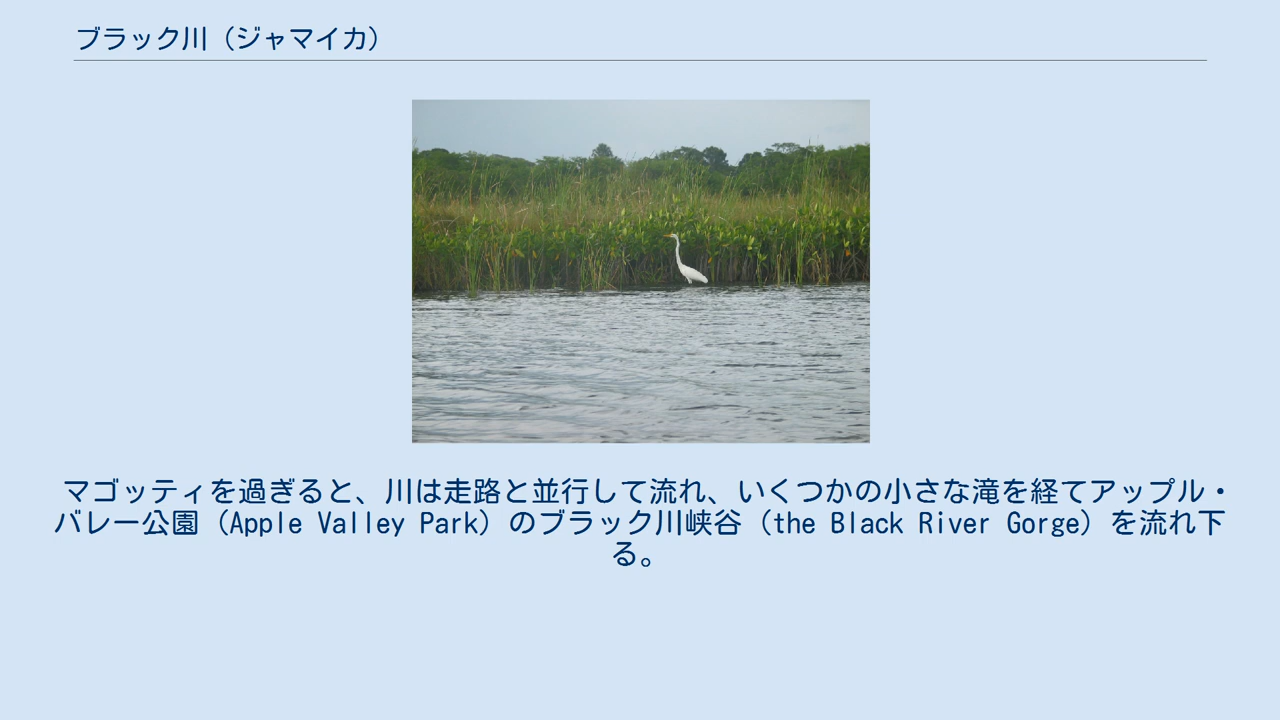 ブラック川（ジャマイカ）
マゴッティを過ぎると、川は走路と並行して流れ、いくつかの小さな滝を経てアップル・
バレー公園（Apple Valley Park）のブラック川峡谷（the Black River Gorge）を流れ下
る。